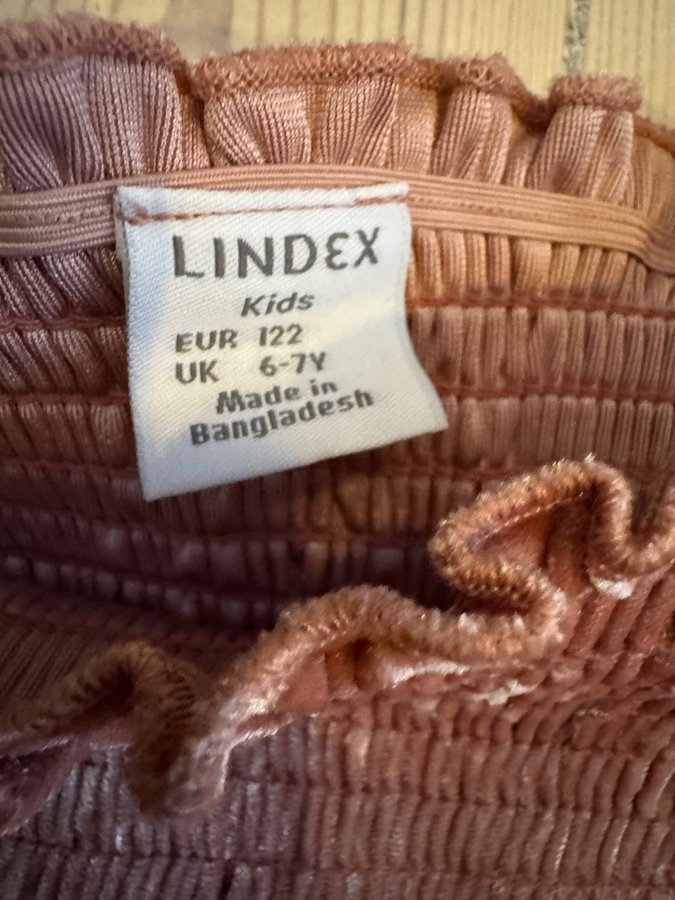 LINDEX
Kids
EUR 122
UK 6-7Y
Made in
Bangladesh